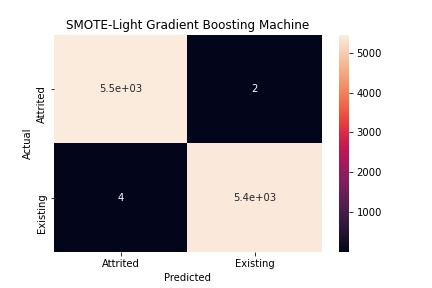 SMOTE-Light Gradient Boosting Machine
Actual
Attrited
Existing
5.5e+03
2
4
5.4e+03
Attrited
Existing
Predicted
5000
4000
3000
2000
1000